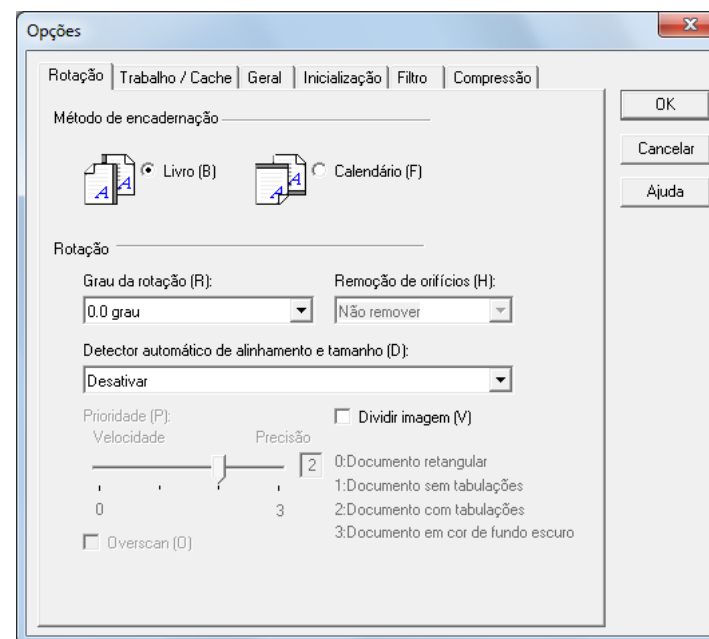 Opções
Rotação Trabalho / Cache Geral Inicialização Filtro Compressão
OK
Cancelar
Ajuda
Método de encadernação
A A Livro (B) A A Calendário (F)
Rotação
Grau da rotação (R): Remoção de orifícios (H):
0.0 grau Não remover
Detector automático de alinhamento e tamanho (D):
Desativar
Prioridade (P): Dividir imagem (V)
Velocidade Precisão
2
0 3
0:Documento retangular
1:Documento sem tabulações
2:Documento com tabulações
3:Documento em cor de fundo escuro
Overscan (O)